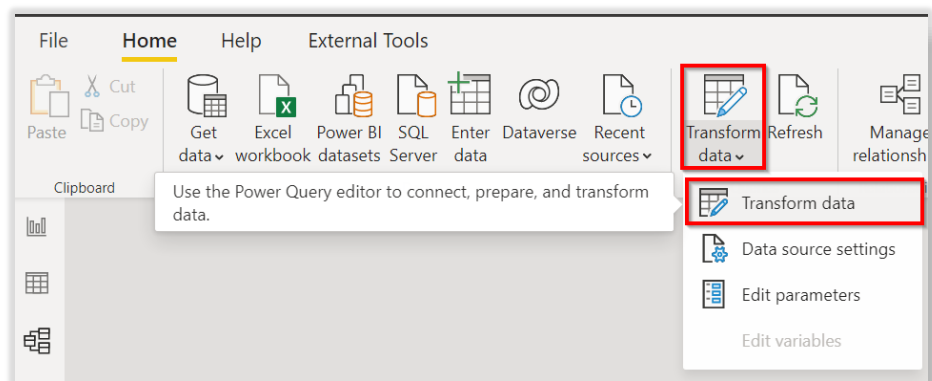 File Home Help External Tools
Cut
Copy
Paste
Get data
Excel workbook
Power BI datasets
SQL Server
Enter data
Dataverse
Recent sources
Transform data
Refresh
Manage
relationsh
Clipboard
Use the Power Query editor to connect, prepare, and transform
data.
Transform data
Data source settings
Edit parameters
Edit variables